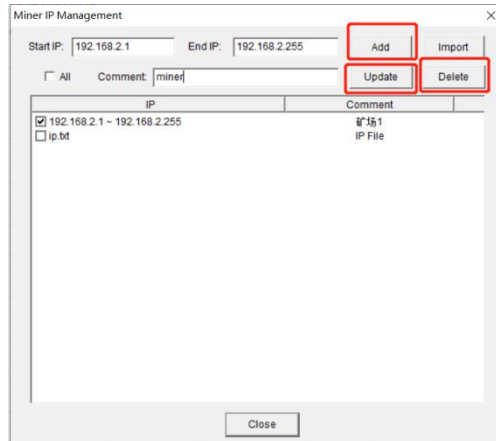 Miner IP Management
Start IP: 192.168.2.1 End IP: 192.168.2.255 Add Import
All Comment: miner Update Delete
IP Comment
192.168.2.1 ~ 192.168.2.255 矿场1
ip.txt IP File
Close